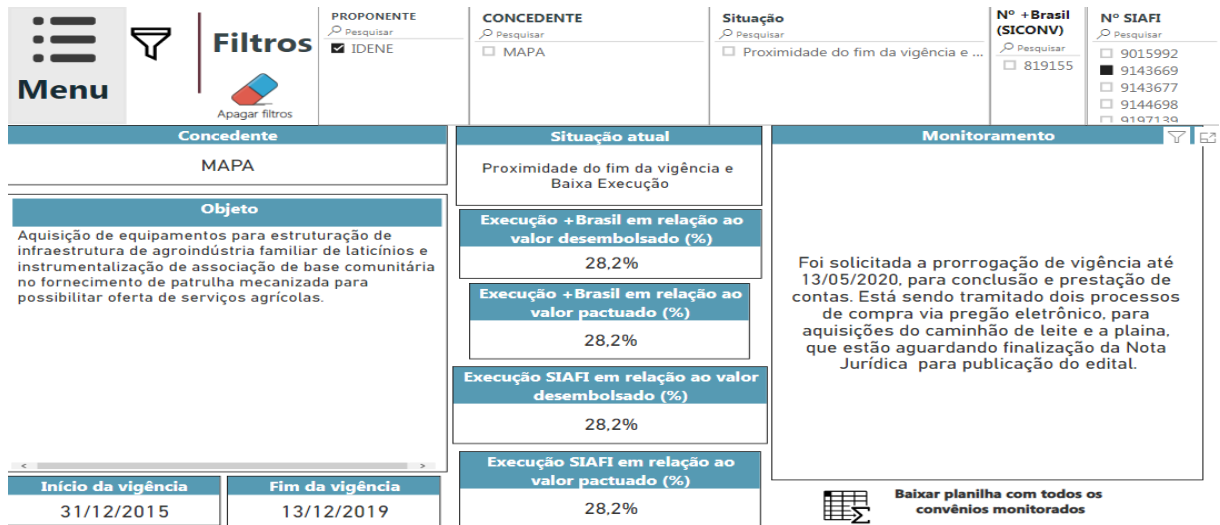 Menu
Filtros
Apagar filtros
PROPONENTE
Pesquisar
IDENE
CONCEDENTE
Pesquisar
MAPA
Situação
Pesquisar
Proximidade do fim da vigência e ...
Nº +Brasil
(SICONV)
Pesquisar
819155
Nº SIAFI
Pesquisar
9015992
9143669
9143677
9144698
9197139
Concedente
MAPA
Objeto
Aquisição de equipamentos para estruturação de
infraestrutura de agroindústria familiar de laticínios e
instrumentalização de associação de base comunitária
no fornecimento de patrulha mecanizada para
possibilitar oferta de serviços agrícolas.
Início da vigência
31/12/2015
Fim da vigência
13/12/2019
Situação atual
Proximidade do fim da vigência e
Baixa Execução
Execução +Brasil em relação ao
valor desembolsado (%)
28,2%
Execução +Brasil em relação ao
valor pactuado (%)
28,2%
Execução SIAFI em relação ao valor
desembolsado (%)
28,2%
Execução SIAFI em relação ao
valor pactuado (%)
28,2%
Monitoramento
Foi solicitada a prorrogação de vigência até
13/05/2020, para conclusão e prestação de
contas. Está sendo tramitado dois processos
de compra via pregão eletrônico, para
aquisições do caminhão de leite e a plaina,
que estão aguardando finalização da Nota
Jurídica para publicação do edital.
Baixar planilha com todos os
convênios monitorados